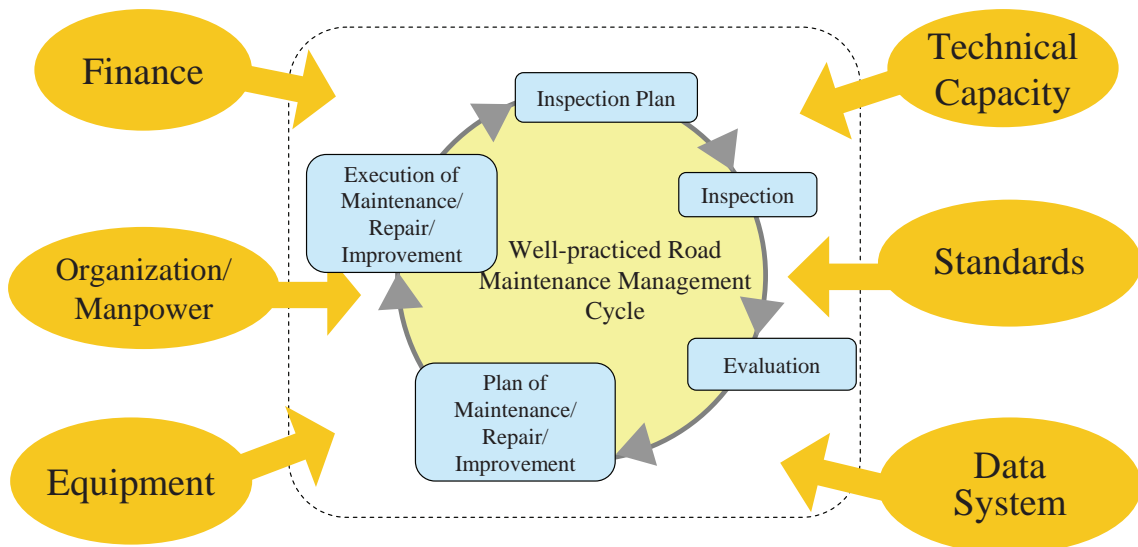 Finance
Technical
Capacity
Inspection Plan
Execution of
Maintenance/
Repair/
Improvement
Inspection
Organization/
Manpower
Well-practiced Road
Maintenance Management
Cycle
Standards
Evaluation
Plan of
Maintenance/
Repair/
Improvement
Equipment
Data
System